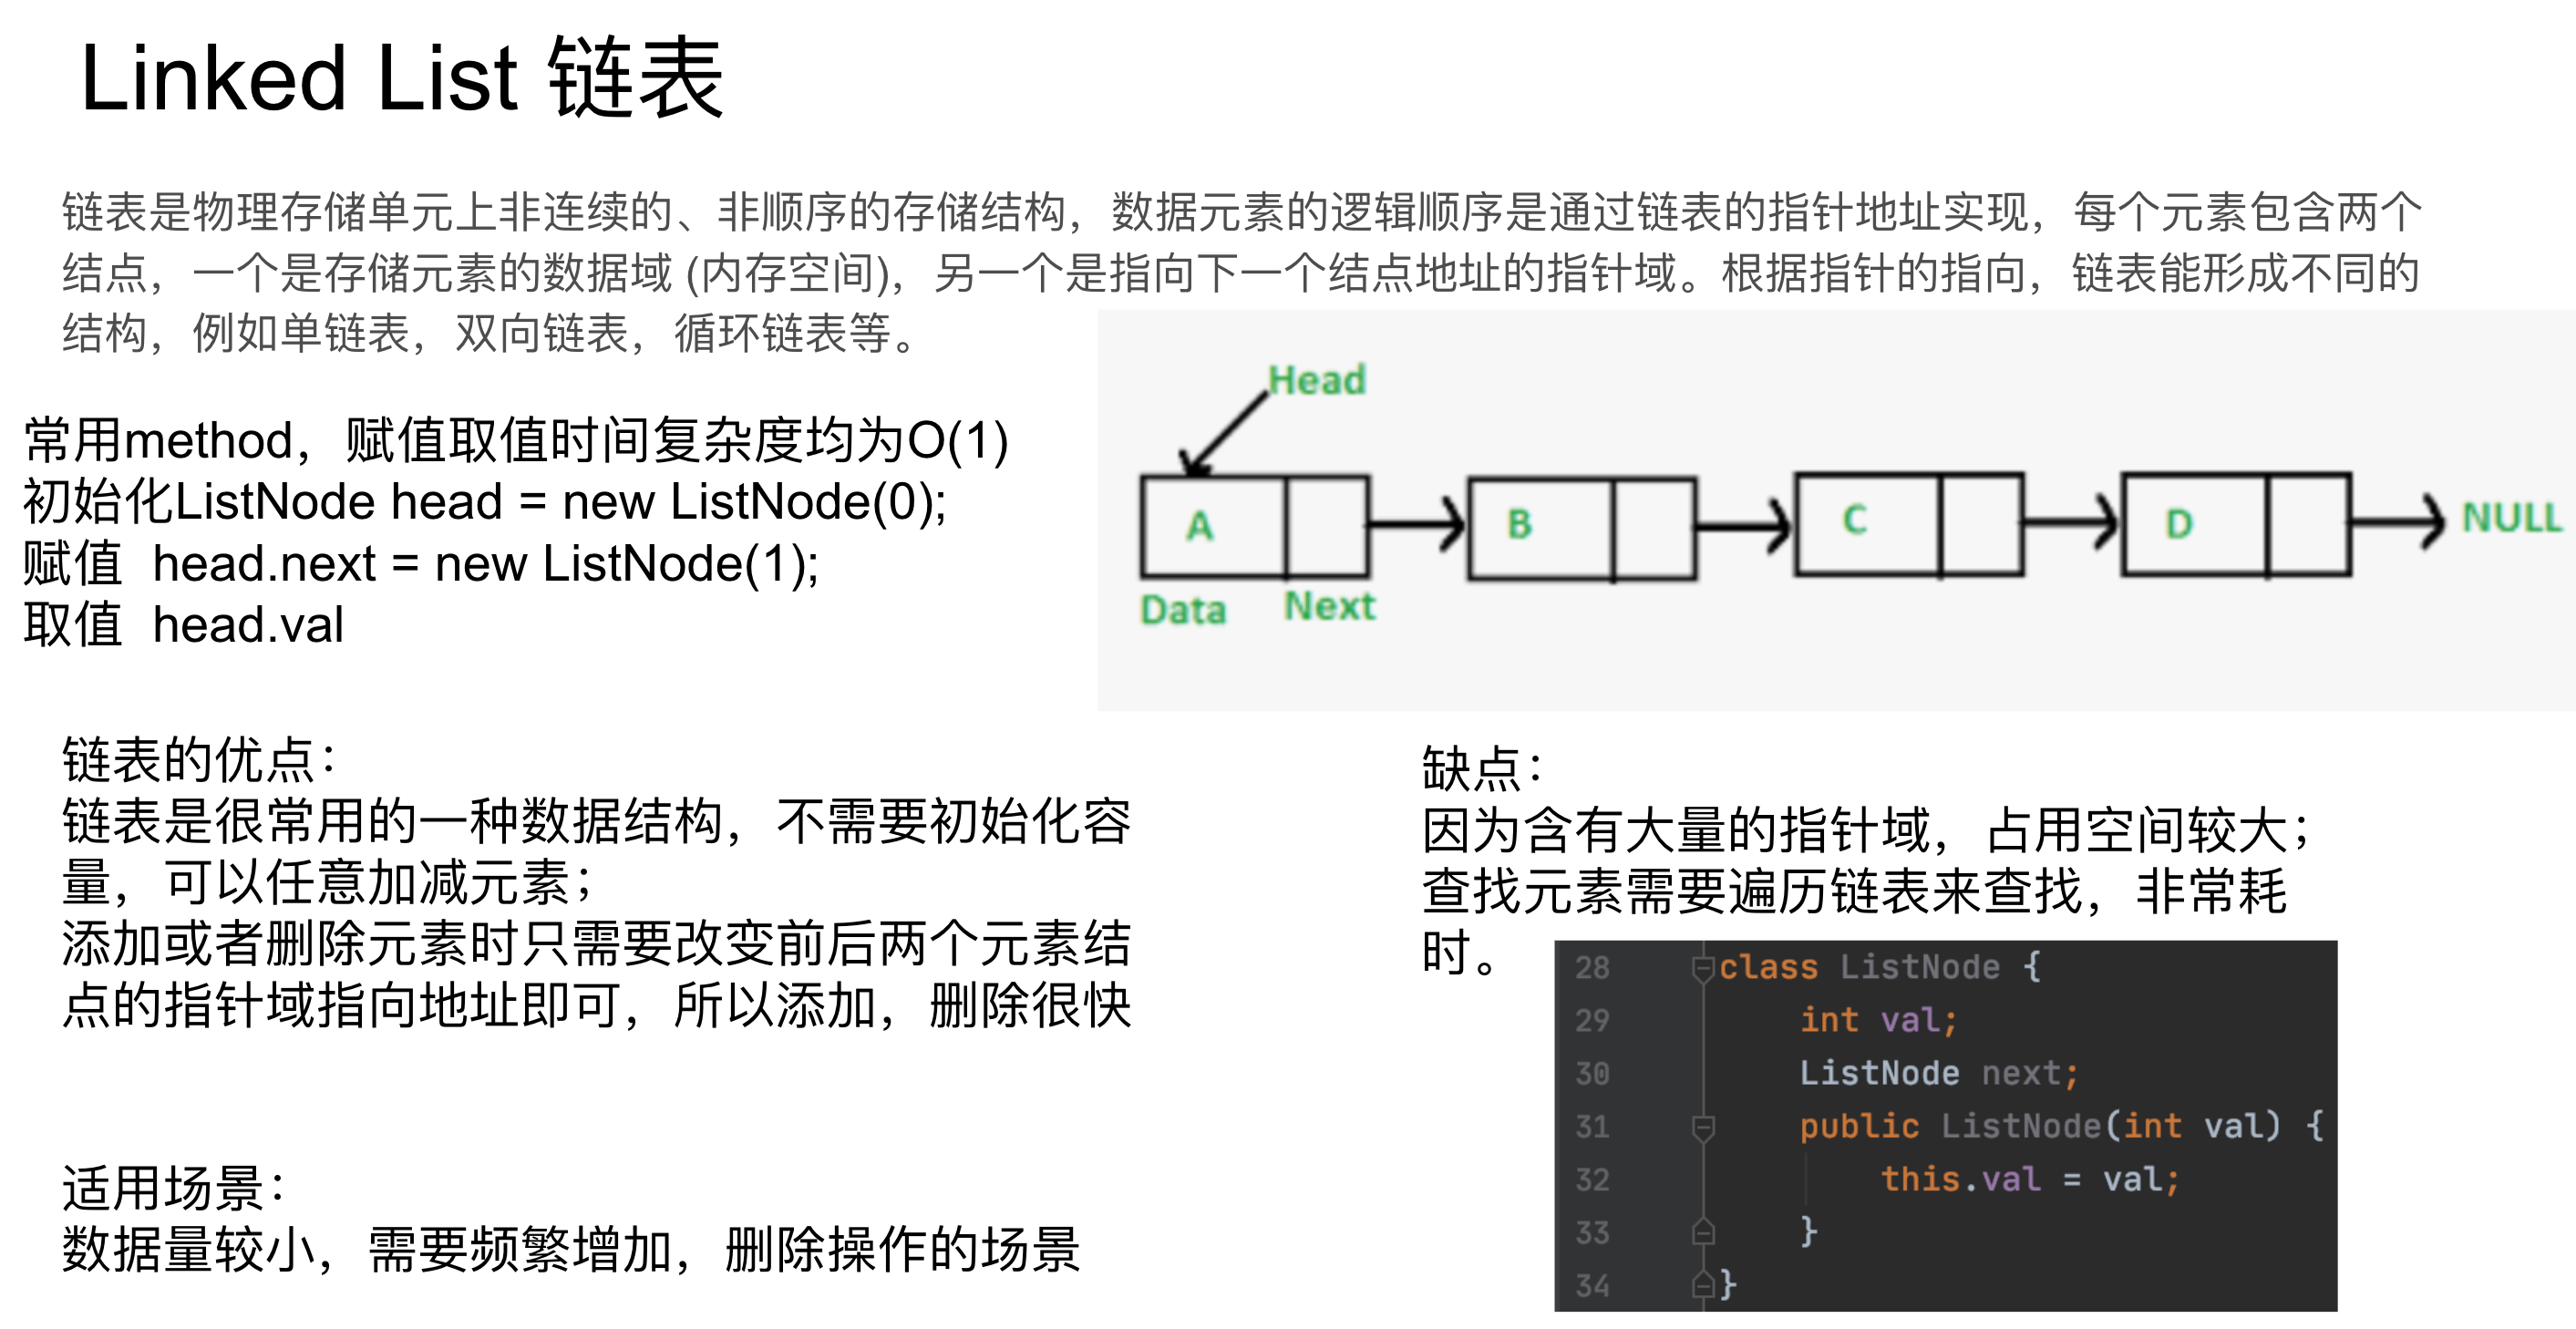 Linked List 链表
链表是物理存储单元上非连续的、非顺序的存储结构，数据元素的逻辑顺序是通过链表的指针地址实现，每个元素包含两个
结点，一个是存储元素的数据域 (内存空间)，另一个是指向下一个结点地址的指针域。根据指针的指向，链表能形成不同的
结构，例如单链表，双向链表，循环链表等。
常用method，赋值取值时间复杂度均为O(1)
初始化ListNode head = new ListNode(0);
赋值  head.next = new ListNode(1);
取值  head.val
Head
A B C D NULL
Data Next
链表的优点：
链表是很常用的一种数据结构，不需要初始化容
量，可以任意加减元素；
添加或者删除元素时只需要改变前后两个元素结
点的指针域指向地址即可，所以添加，删除很快
缺点：
因为含有大量的指针域，占用空间较大；
查找元素需要遍历链表来查找，非常耗
时。
28 class ListNode {
29     int val;
30     ListNode next;
31     public ListNode(int val) {
32         this.val = val;
33     }
34 }
适用场景：
数据量较小，需要频繁增加，删除操作的场景